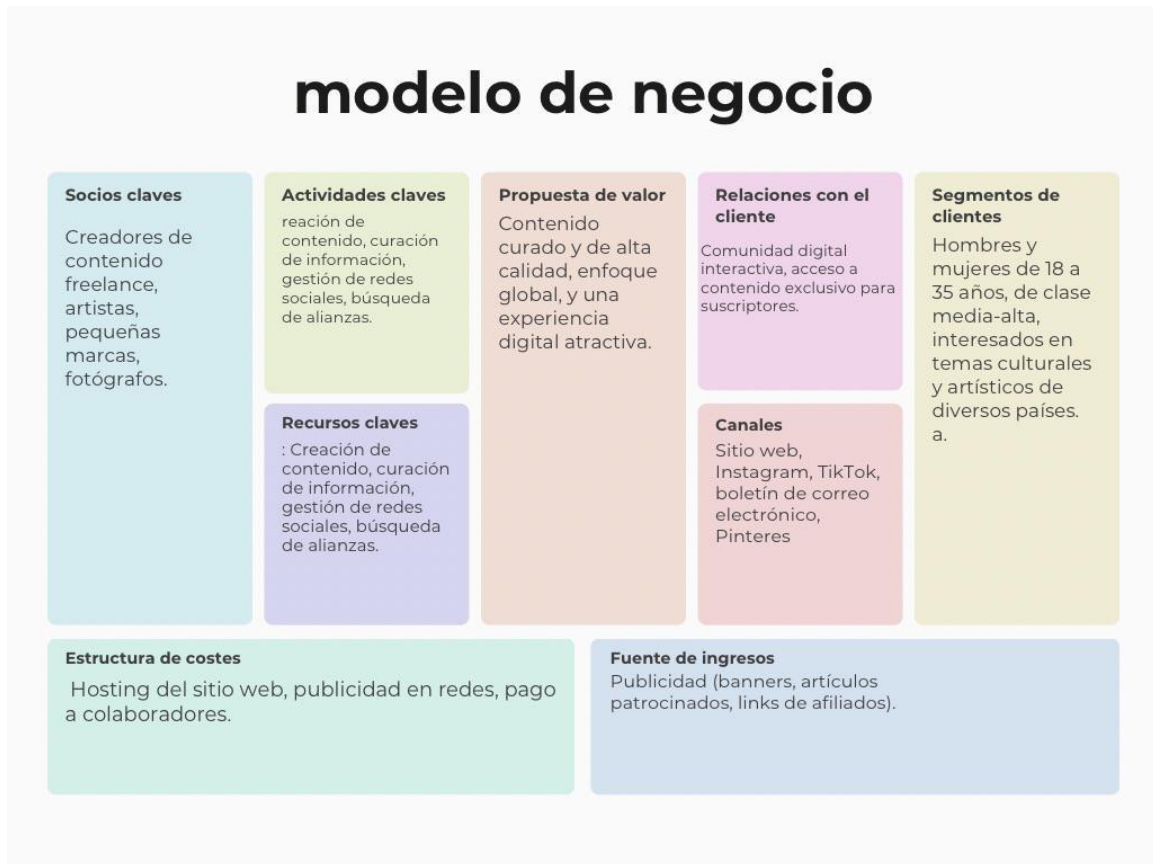 modelo de negocio
Socios claves
Creadores de
contenido
freelance,
artistas,
pequeñas
marcas,
fotógrafos.
Actividades claves
reación de
contenido, curación
de información,
gestión de redes
sociales, búsqueda
de alianzas.
Recursos claves
: Creación de
contenido, curación
de información,
gestión de redes
sociales, búsqueda
de alianzas.
Propuesta de valor
Contenido
curado y de alta
calidad, enfoque
global, y una
experiencia
digital atractiva.
Relaciones con el
cliente
Comunidad digital
interactiva, acceso a
contenido exclusivo para
suscriptores.
Canales
Sitio web,
Instagram, TikTok,
boletín de correo
electrónico,
Pinteres
Segmentos de
clientes
Hombres y
mujeres de 18 a
35 años, de clase
media-alta,
interesados en
temas culturales
y artísticos de
diversos países.
a.
Estructura de costes
Hosting del sitio web, publicidad en redes, pago
a colaboradores.
Fuente de ingresos
Publicidad (banners, artículos
patrocinados, links de afiliados).